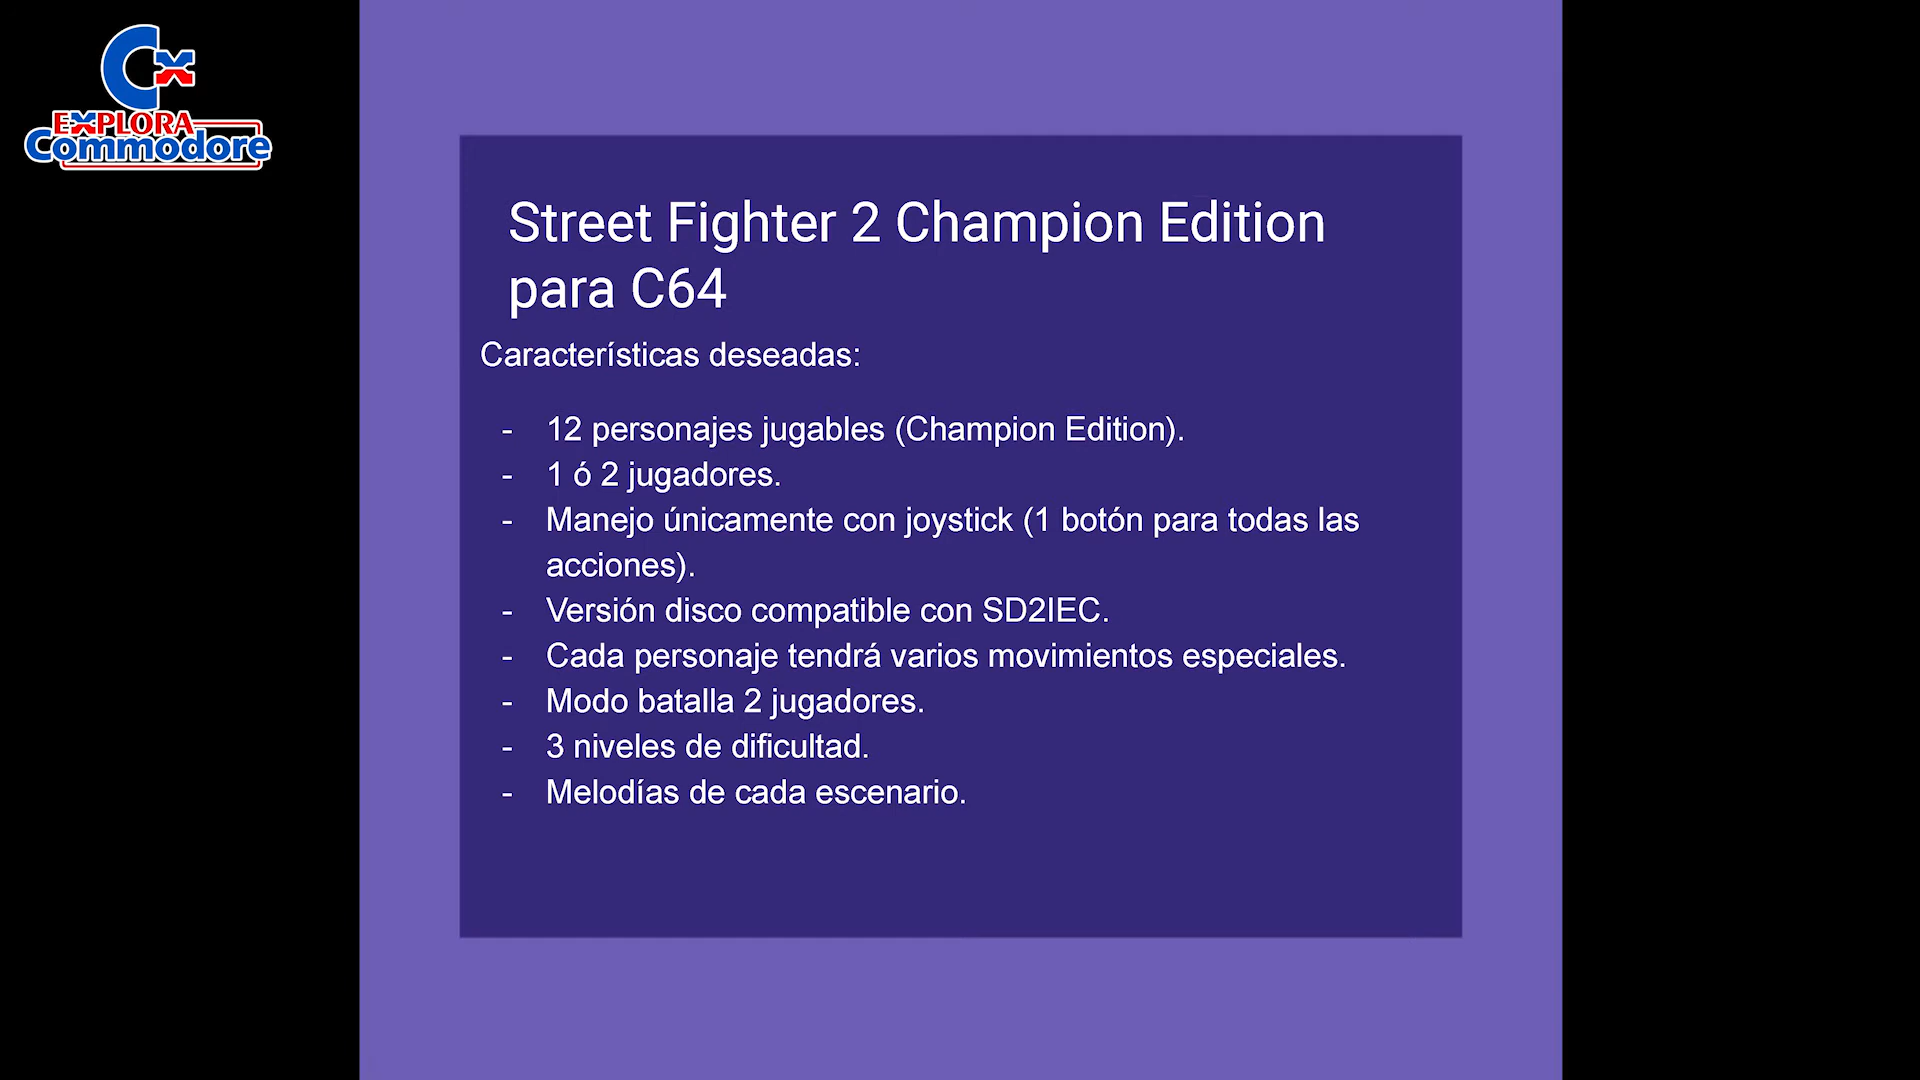 Cx
EXPLORA
Commodore
Street Fighter 2 Champion Edition
para C64
Características deseadas:
- 12 personajes jugables (Champion Edition).
- 1 ó 2 jugadores.
- Manejo únicamente con joystick (1 botón para todas las
acciones).
- Versión disco compatible con SD2IEC.
- Cada personaje tendrá varios movimientos especiales.
- Modo batalla 2 jugadores.
- 3 niveles de dificultad.
- Melodías de cada escenario.